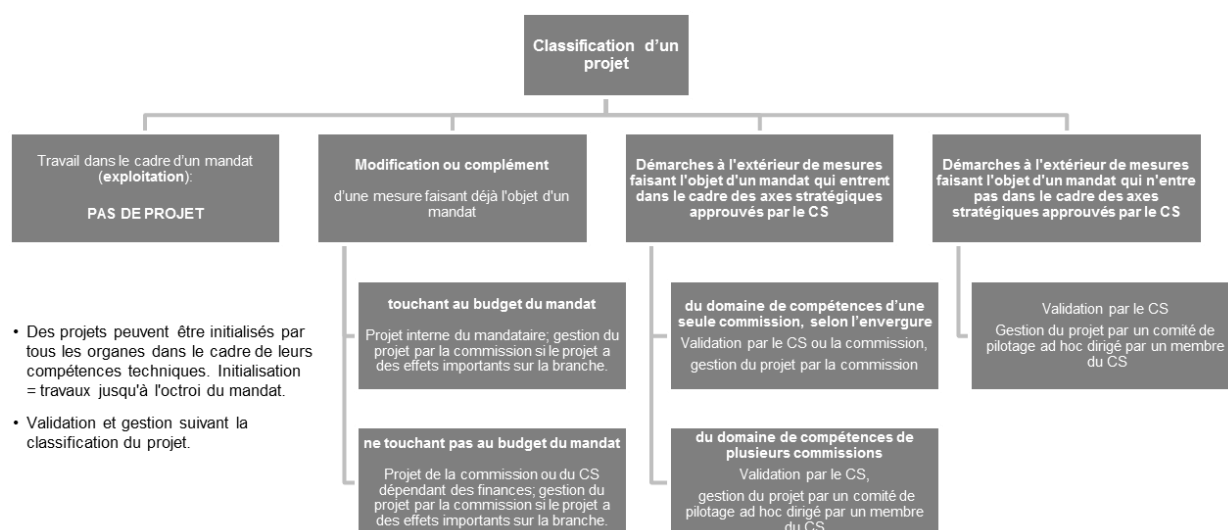 Classification d'un
projet
Travail dans le cadre d'un mandat
(exploitation):
PAS DE PROJET
Modification ou complément
d'une mesure faisant déjà l'objet d'un
mandat
Démarches à l'extérieur de mesures
faisant l'objet d'un mandat qui entrent
dans le cadre des axes stratégiques
approuvés par le CS
Démarches à l'extérieur de mesures
faisant l'objet d'un mandat qui n'entre
pas dans le cadre des axes
stratégiques approuvés par le CS
• Des projets peuvent être initialisés par
tous les organes dans le cadre de leurs
compétences techniques. Initialisation
= travaux jusqu'à l'octroi du mandat.
• Validation et gestion suivant la
classification du projet.
touchant au budget du mandat
Projet interne du mandataire; gestion du
projet par la commission si le projet a
des effets importants sur la branche.
ne touchant pas au budget du mandat
Projet de la commission ou du CS
dépendant des finances; gestion du
projet par la commission si le projet a
des effets importants sur la branche.
du domaine de compétences d'une
seule commission, selon l'envergure
Validation par le CS ou la commission,
gestion du projet par la commission
du domaine de compétences de
plusieurs commissions
Validation par le CS,
gestion du projet par un comité de
pilotage ad hoc dirigé par un membre
du CS
Validation par le CS
Gestion du projet par un comité de
pilotage ad hoc dirigé par un membre
du CS